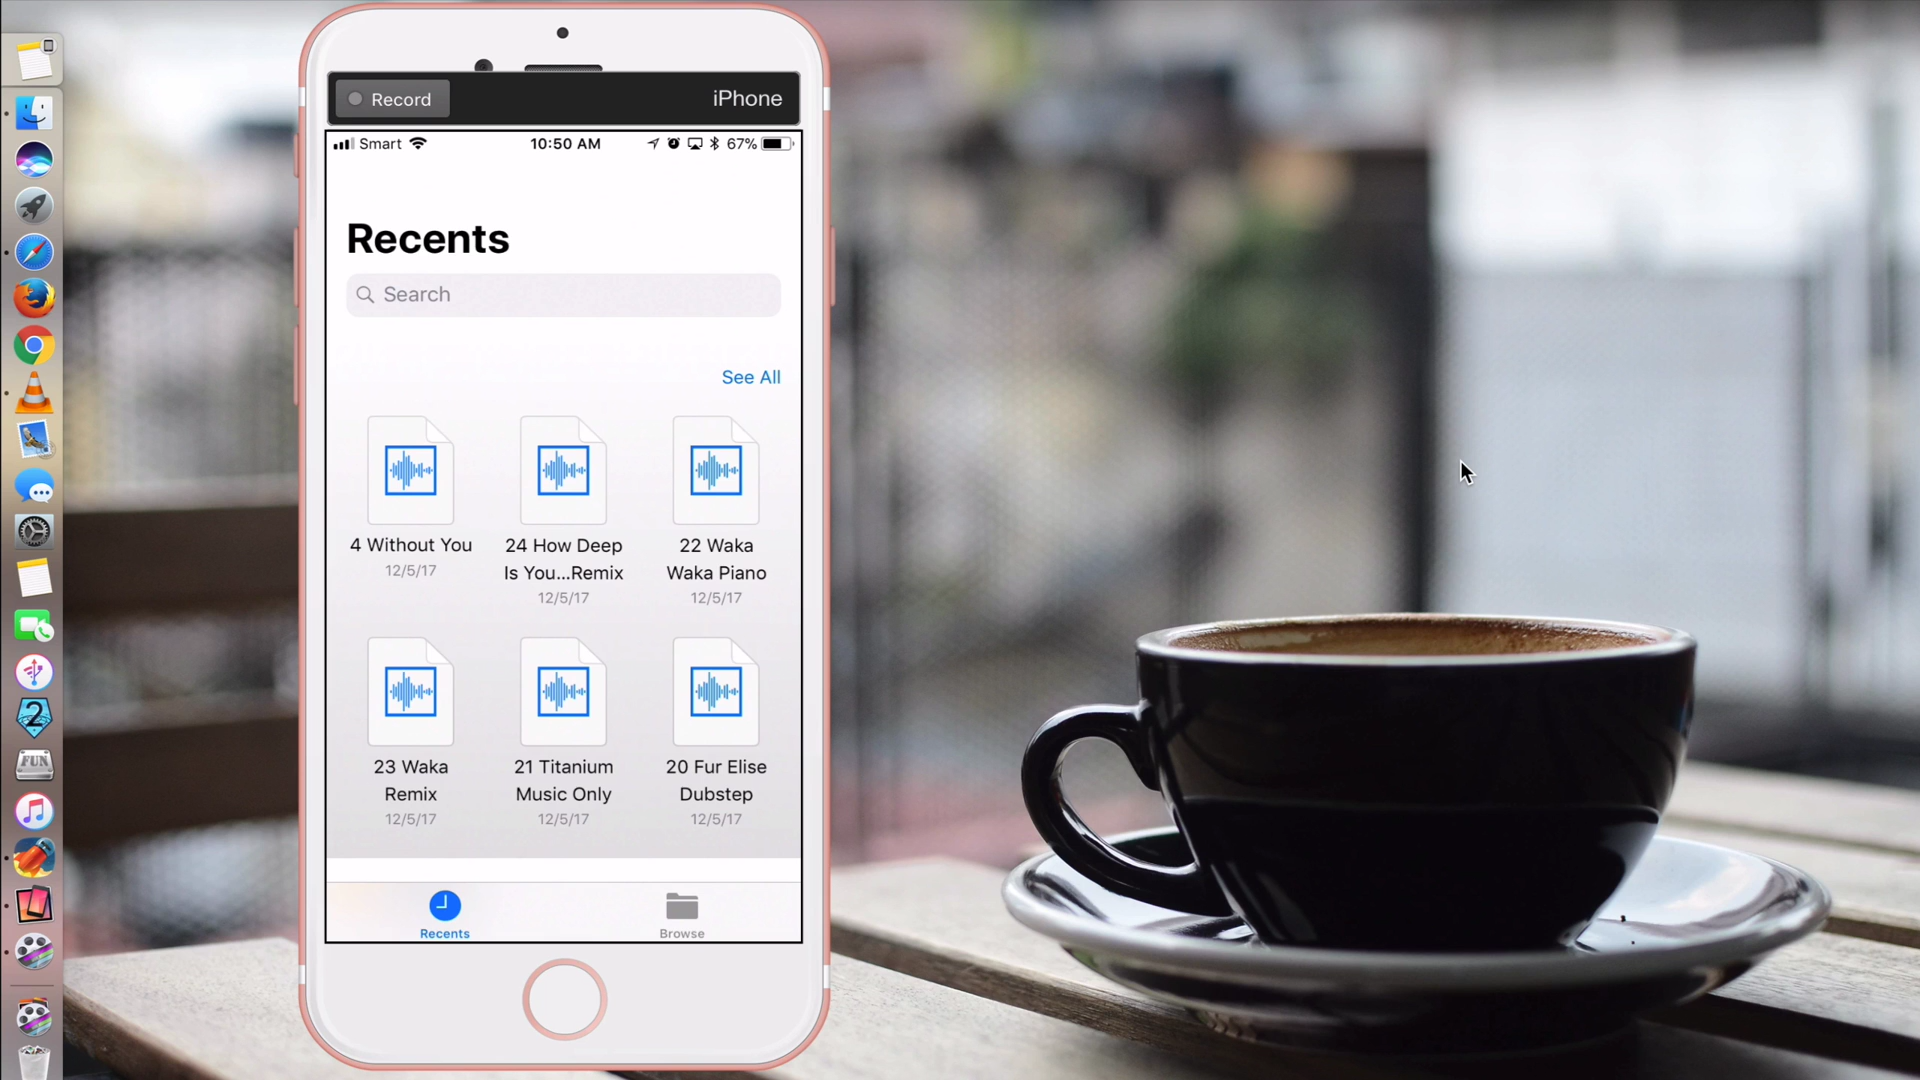 Record
iPhone
Smart 10:50 AM 67%
Recents
Search
See All
4 Without You
12/5/17
24 How Deep
Is You...Remix
12/5/17
22 Waka
Waka Piano
12/5/17
23 Waka
Remix
12/5/17
21 Titanium
Music Only
12/5/17
20 Fur Elise
Dubstep
12/5/17
Recents
Browse
2
FUN